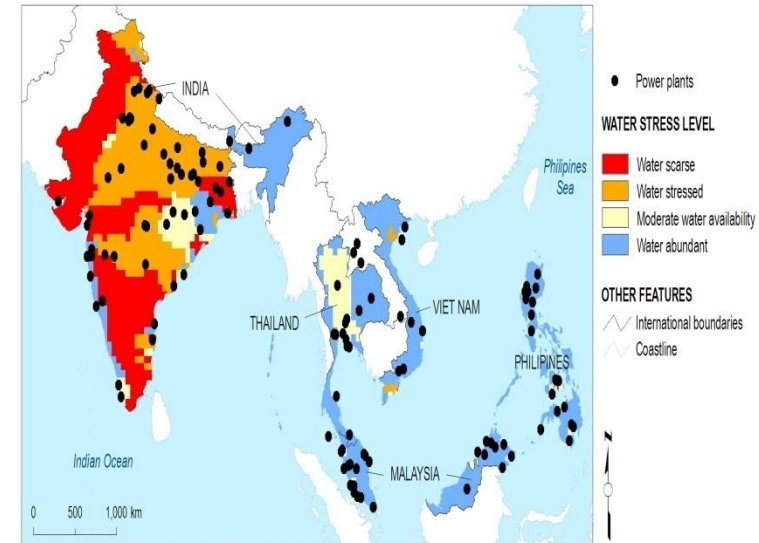 INDIA
THAILAND
VIET NAM
PHILIPINES
MALAYSIA
Philipines
Sea
Indian Ocean
0 500 1,000 km
Power plants
WATER STRESS LEVEL
Water scarse
Water stressed
Moderate water availability
Water abundant
OTHER FEATURES
International boundaries
Coastline
N